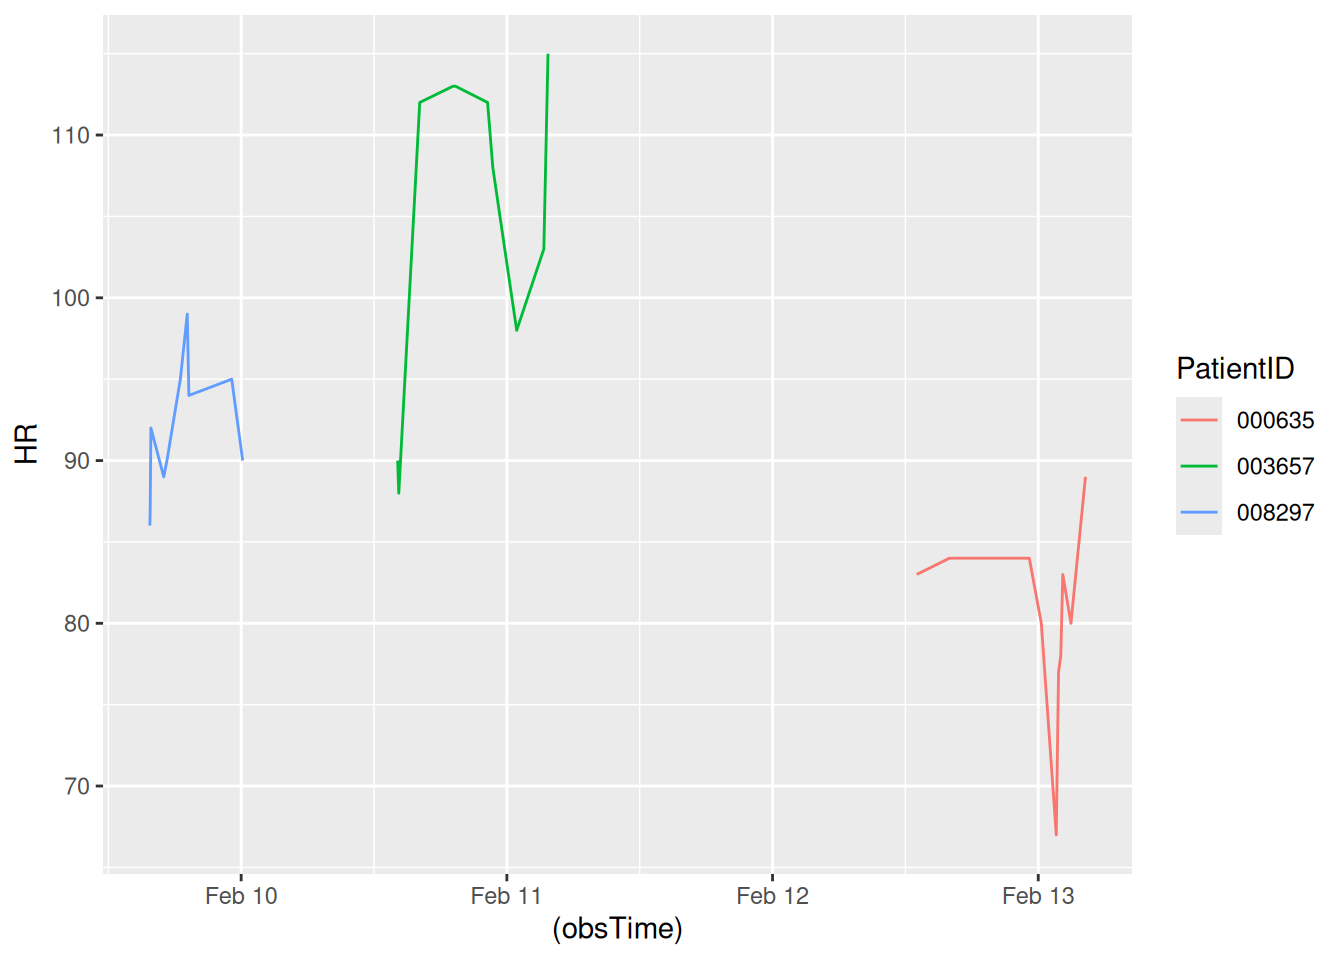 110
100
90
80
70
HR
Feb 10
Feb 11
Feb 12
Feb 13
(obsTime)
PatientID
000635
003657
008297